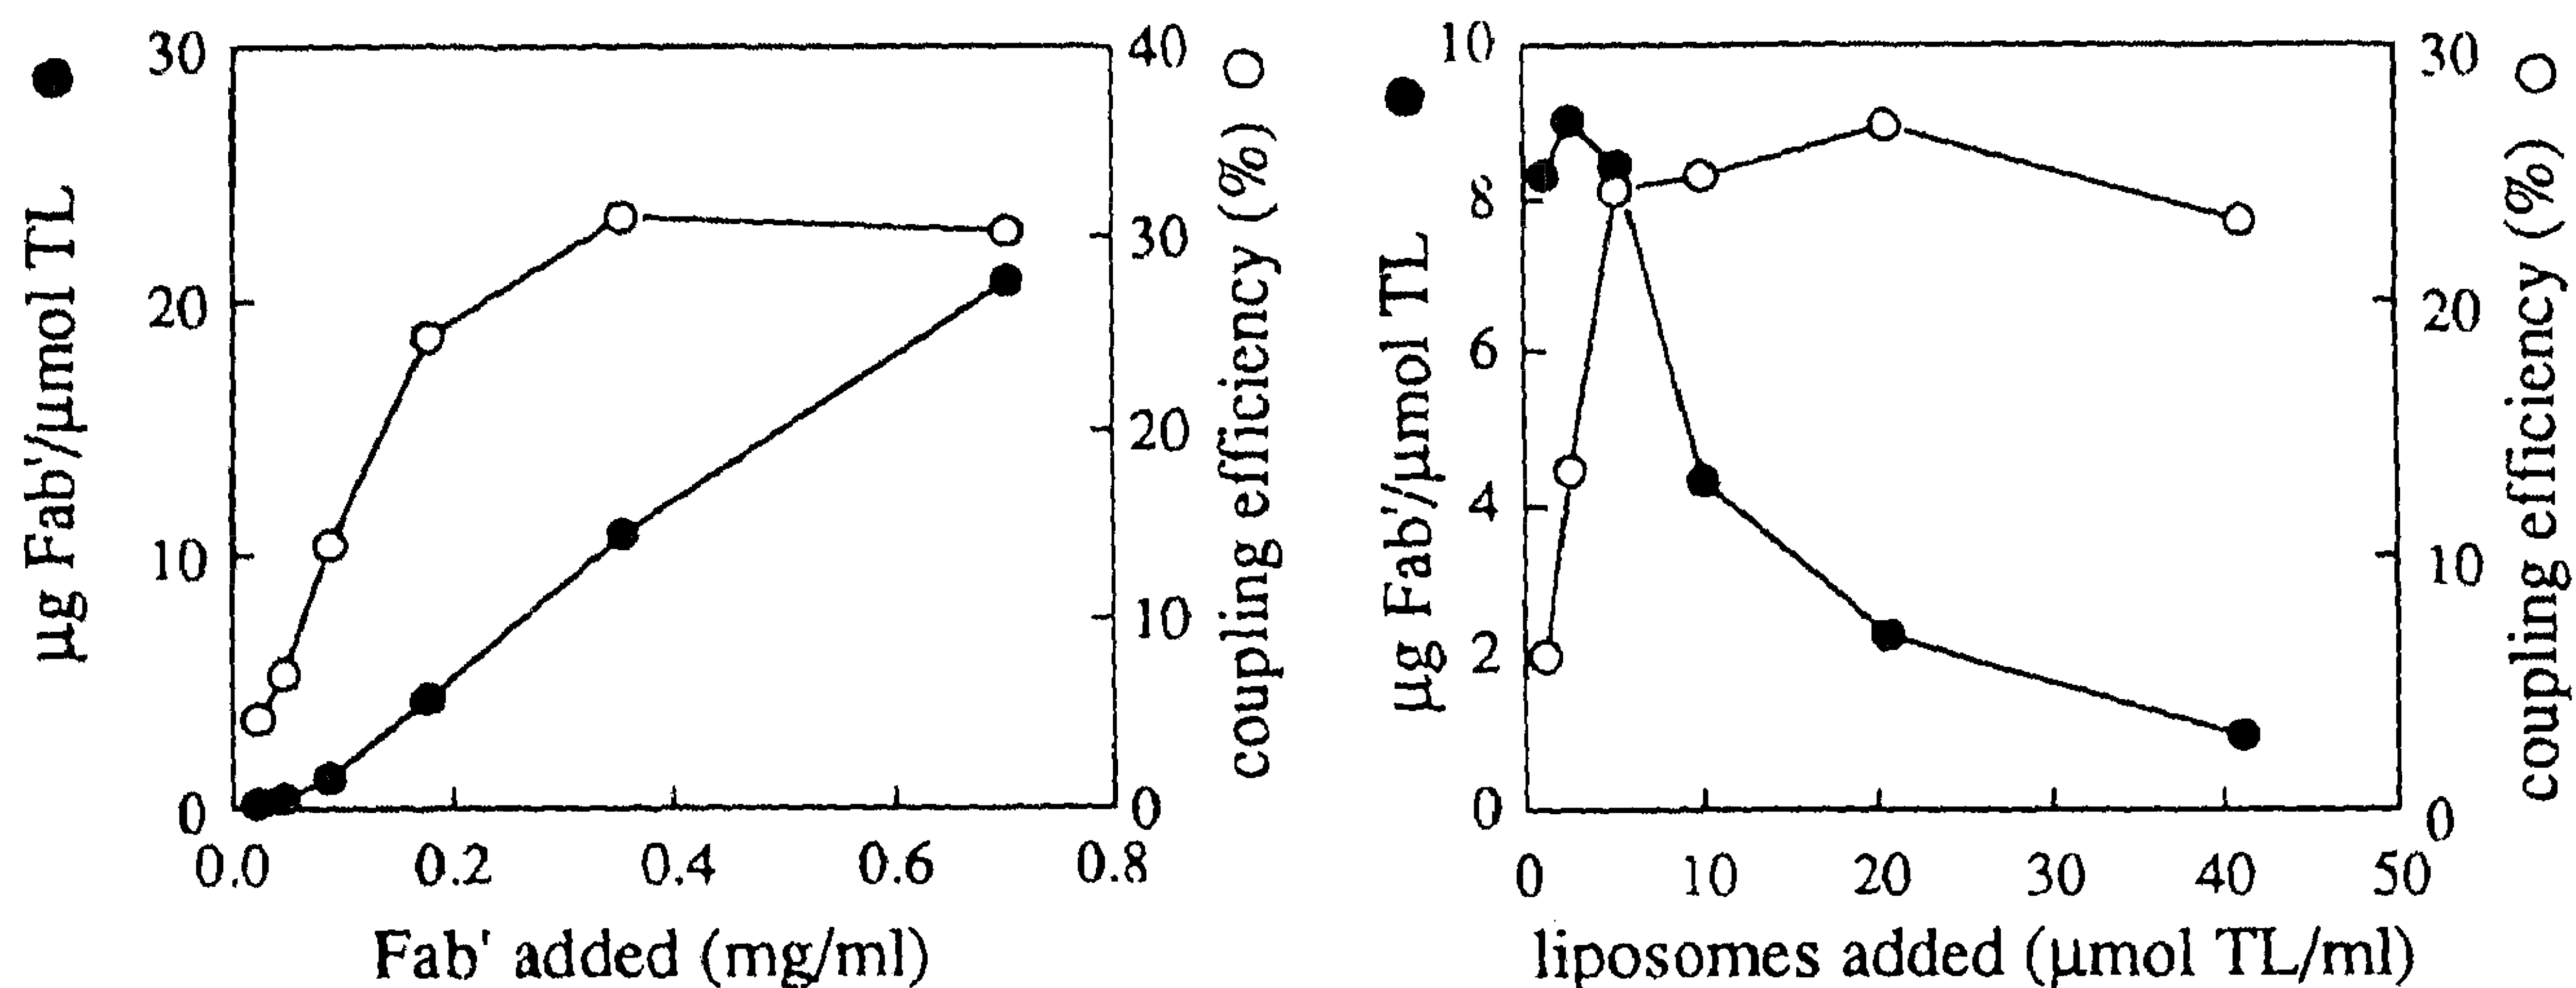 µg Fab'/µmol TL
30
20
10
0
0.0 0.2 0.4 0.6 0.8
Fab' added (mg/ml)
40
30
20
10
0
coupling efficiency (%)
µg Fab'/µmol TL
10
8
6
4
2
0
0 10 20 30 40 50
liposomes added (µmol TL/ml)
30
20
10
0
coupling efficiency (%)